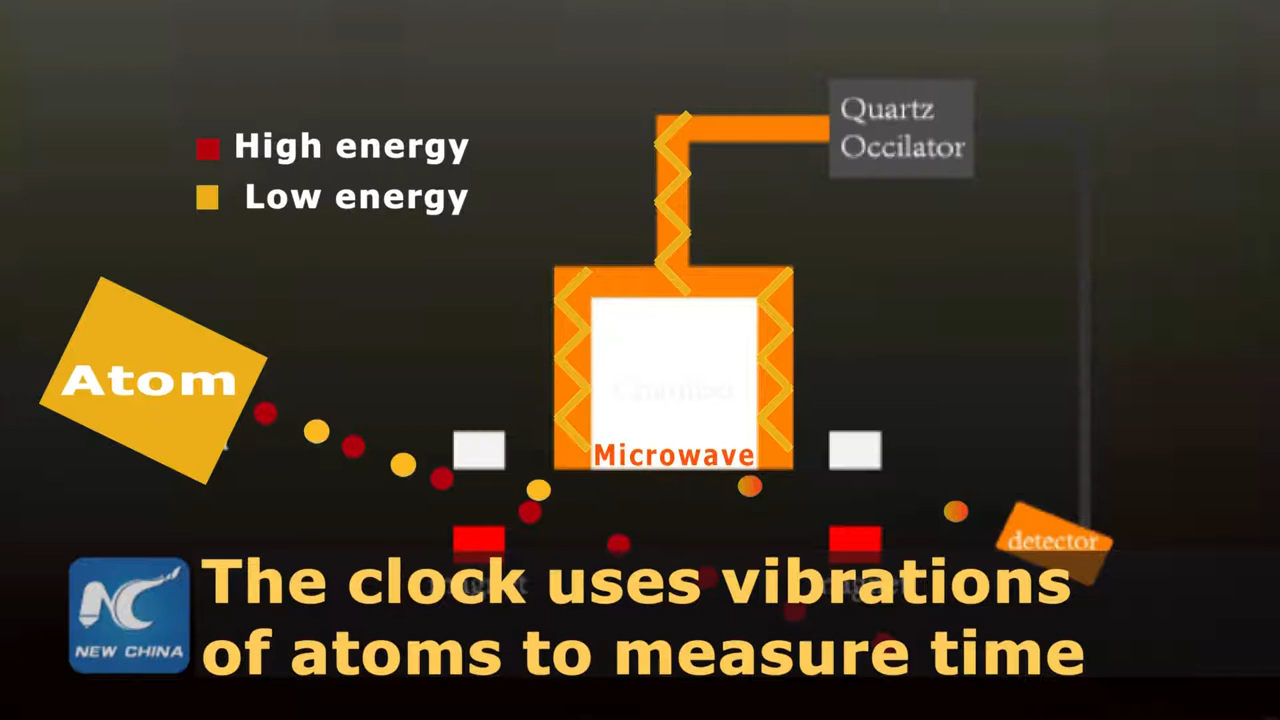 Quartz
Occilator
High energy
Low energy
Atom
Chamber
Microwave
detector
The clock uses vibrations
of atoms to measure time
NEW CHINA